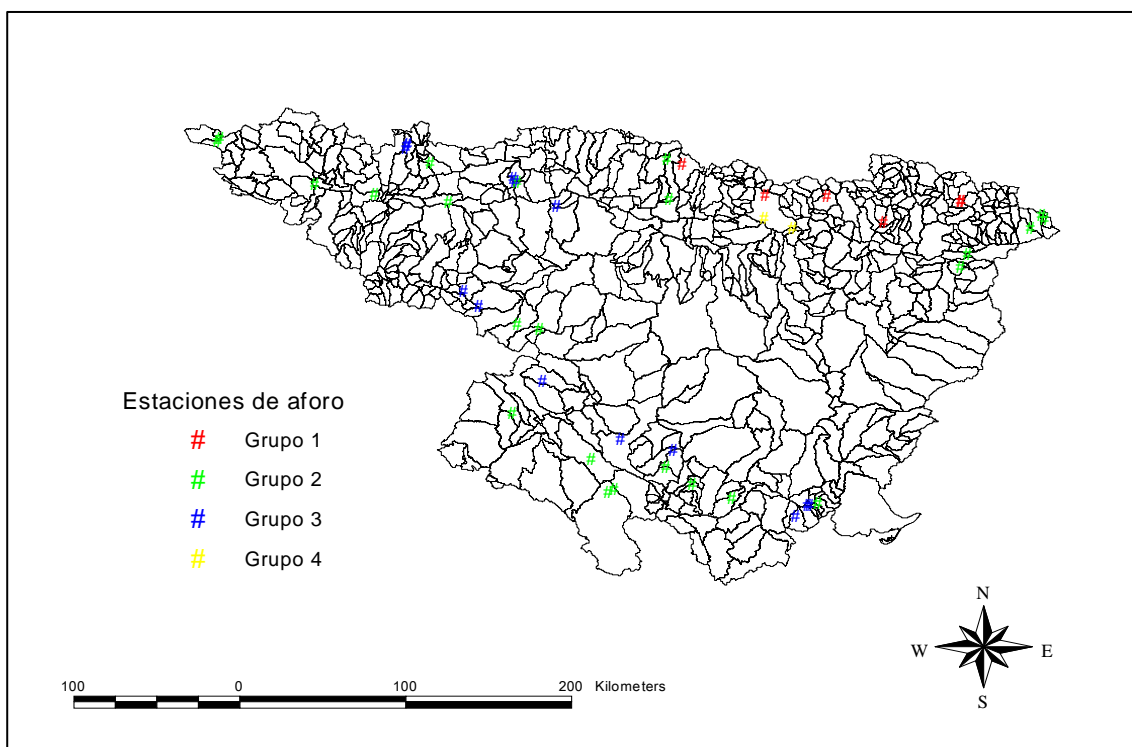 Estaciones de aforo
# Grupo 1
# Grupo 2
# Grupo 3
# Grupo 4
N
W E
S
100 0 100 200 Kilometers